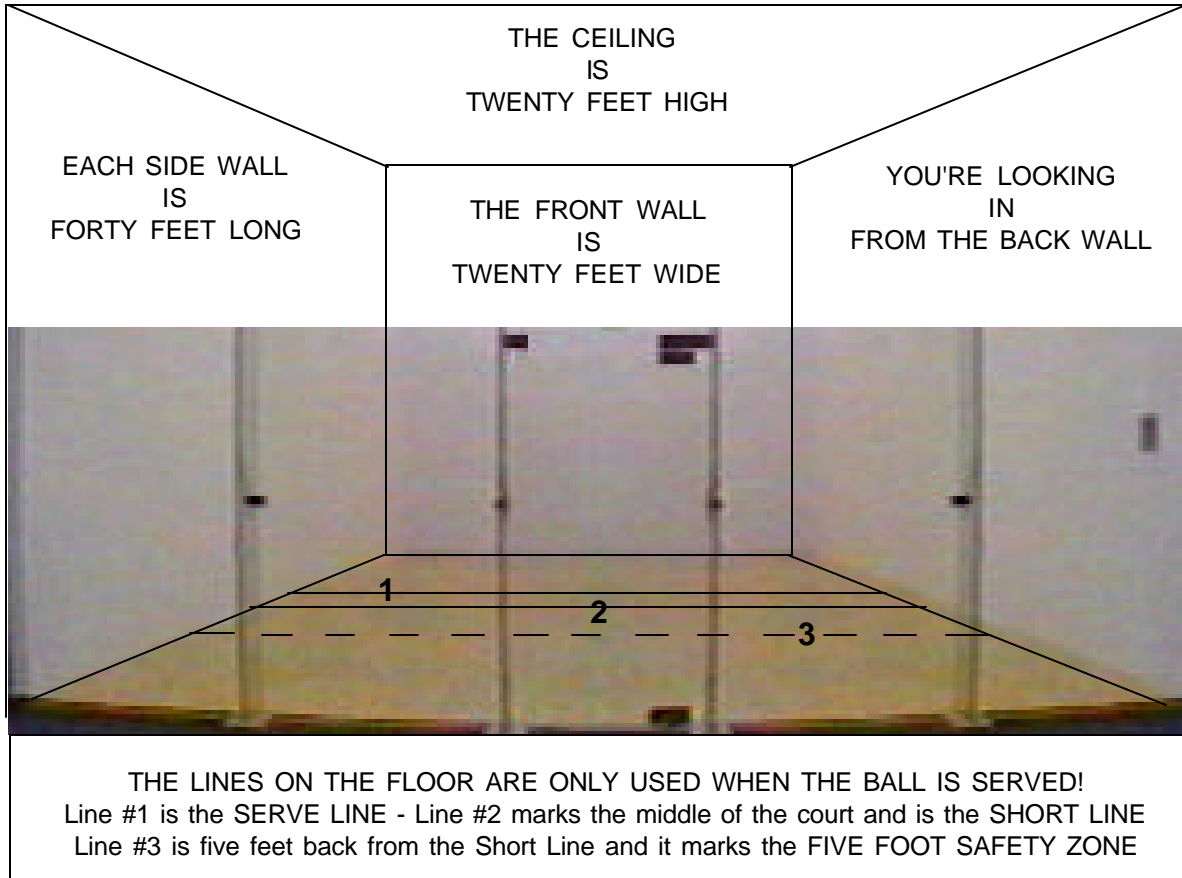 THE CEILING
IS
TWENTY FEET HIGH
EACH SIDE WALL
IS
FORTY FEET LONG
THE FRONT WALL
IS
TWENTY FEET WIDE
YOU'RE LOOKING
IN
FROM THE BACK WALL
1
2
3
THE LINES ON THE FLOOR ARE ONLY USED WHEN THE BALL IS SERVED!
Line #1 is the SERVE LINE - Line #2 marks the middle of the court and is the SHORT LINE
Line #3 is five feet back from the Short Line and it marks the FIVE FOOT SAFETY ZONE